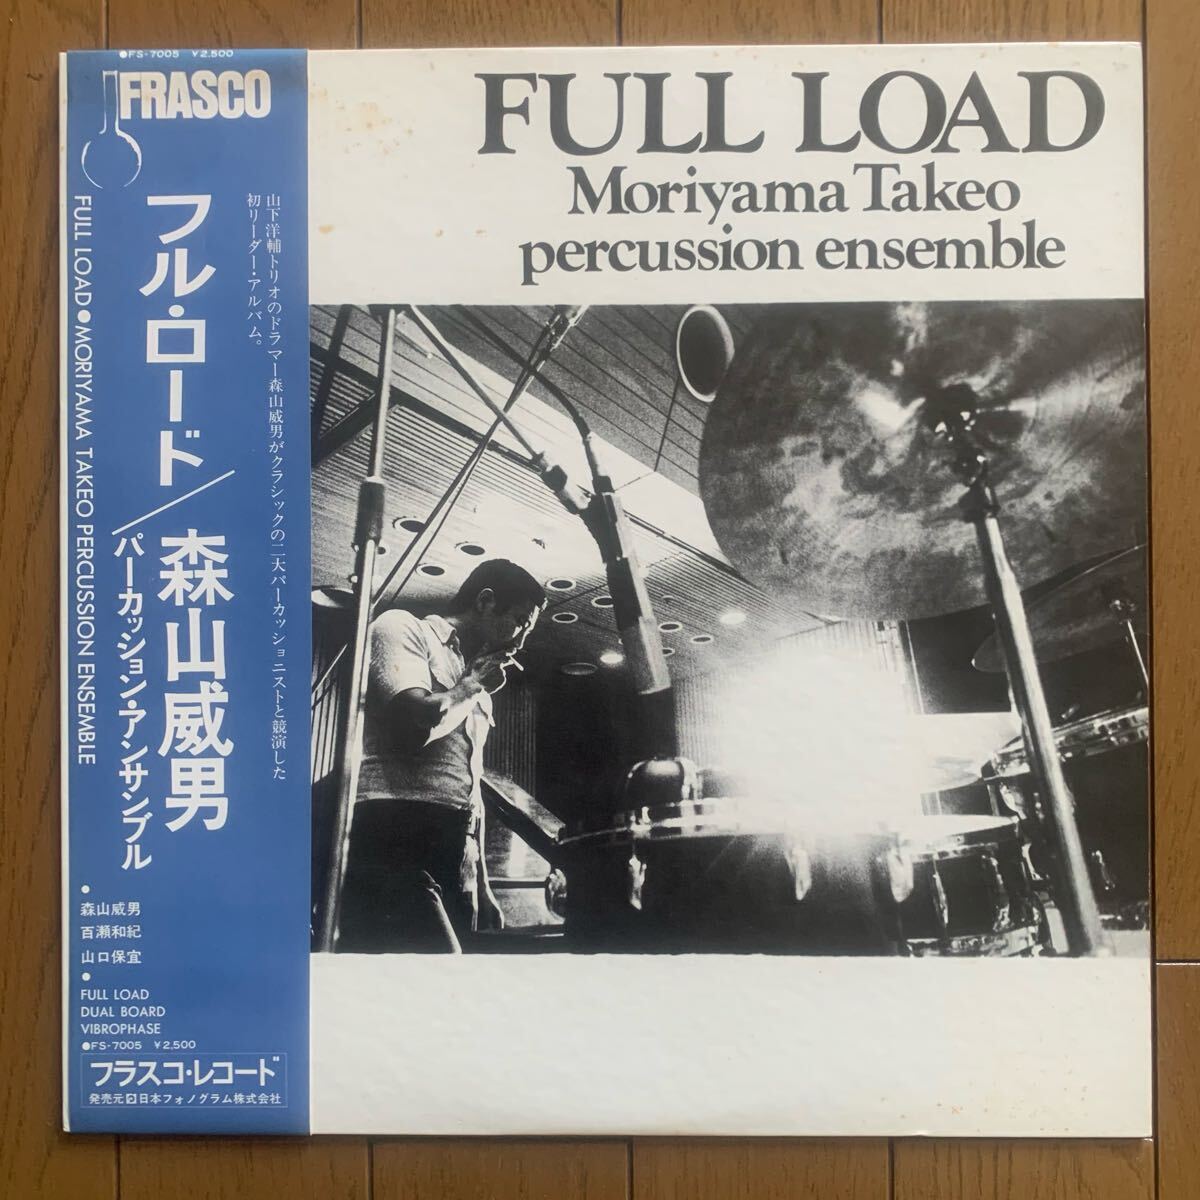 ●FS-7005 ¥2,500
FRASCO
山下洋輔トリオのドラマー森山威男がクラシックの二大パーカッショニストと競演した
初リーダー・アルバム。
フル・ロード/森山威男
パーカッション・アンサンブル
FULL LOAD●MORIYAMA TAKEO PERCUSSION ENSEMBLE
●
森山威男
百瀬和紀
山口保宜
●
FULL LOAD
DUAL BOARD
VIBROPHASE
●FS-7005 ¥2,500
フラスコ・レコード
発売元 日本フォノグラム株式会社
FULL LOAD
Moriyama Takeo
percussion ensemble